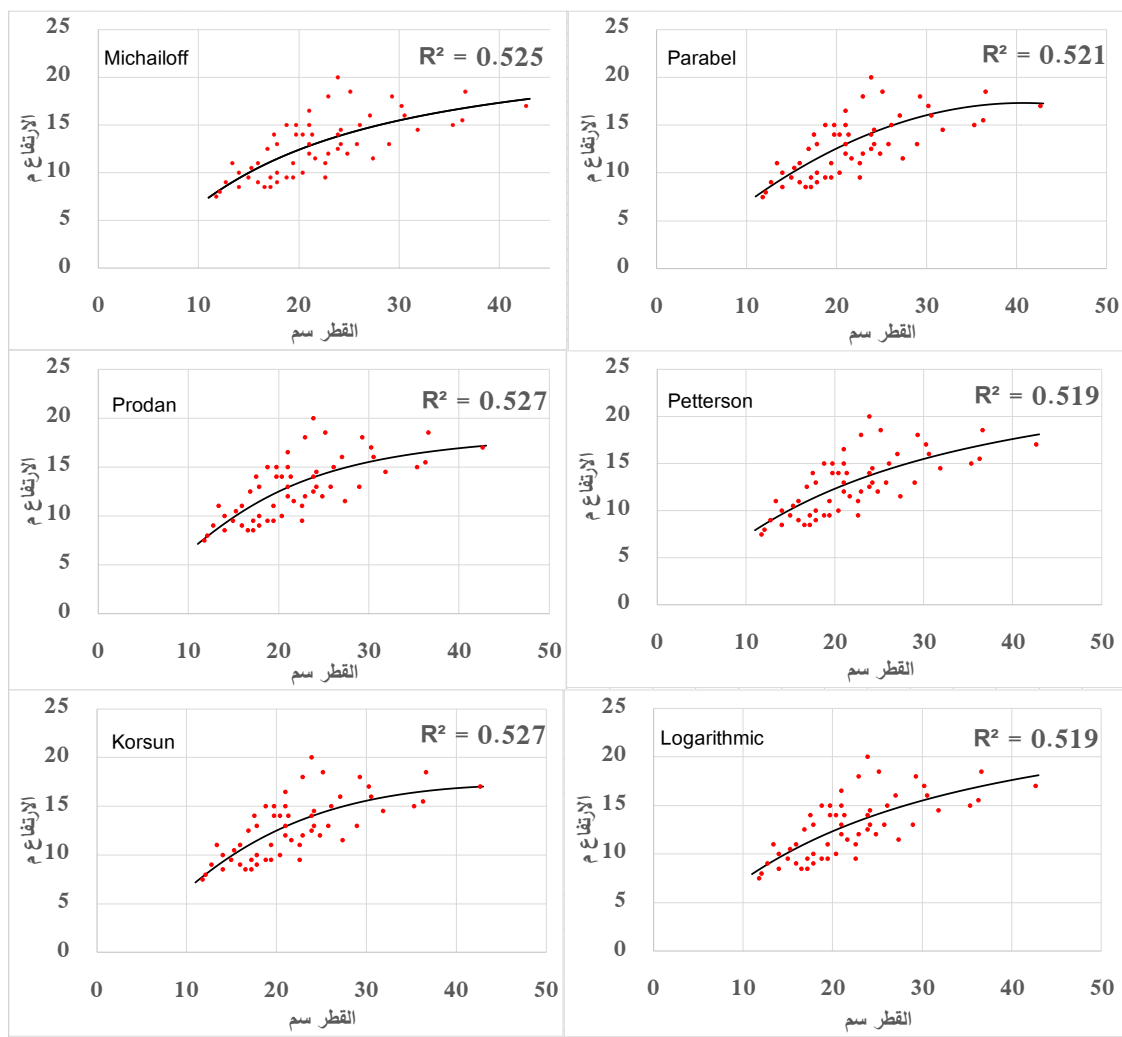 Michailoff
R² = 0.525
25
20
15
10
5
0
الارتفاع م
0 10 20 30 40
القطر سم
Parabel
R² = 0.521
25
20
15
10
5
0
الارتفاع م
0 10 20 30 40 50
القطر سم
Prodan
R² = 0.527
25
20
15
10
5
0
الارتفاع م
0 10 20 30 40 50
القطر سم
Petterson
R² = 0.519
25
20
15
10
5
0
الارتفاع م
0 10 20 30 40 50
القطر سم
Korsun
R² = 0.527
25
20
15
10
5
0
الارتفاع م
0 10 20 30 40 50
القطر سم
Logarithmic
R² = 0.519
25
20
15
10
5
0
الارتفاع م
0 10 20 30 40 50
القطر سم